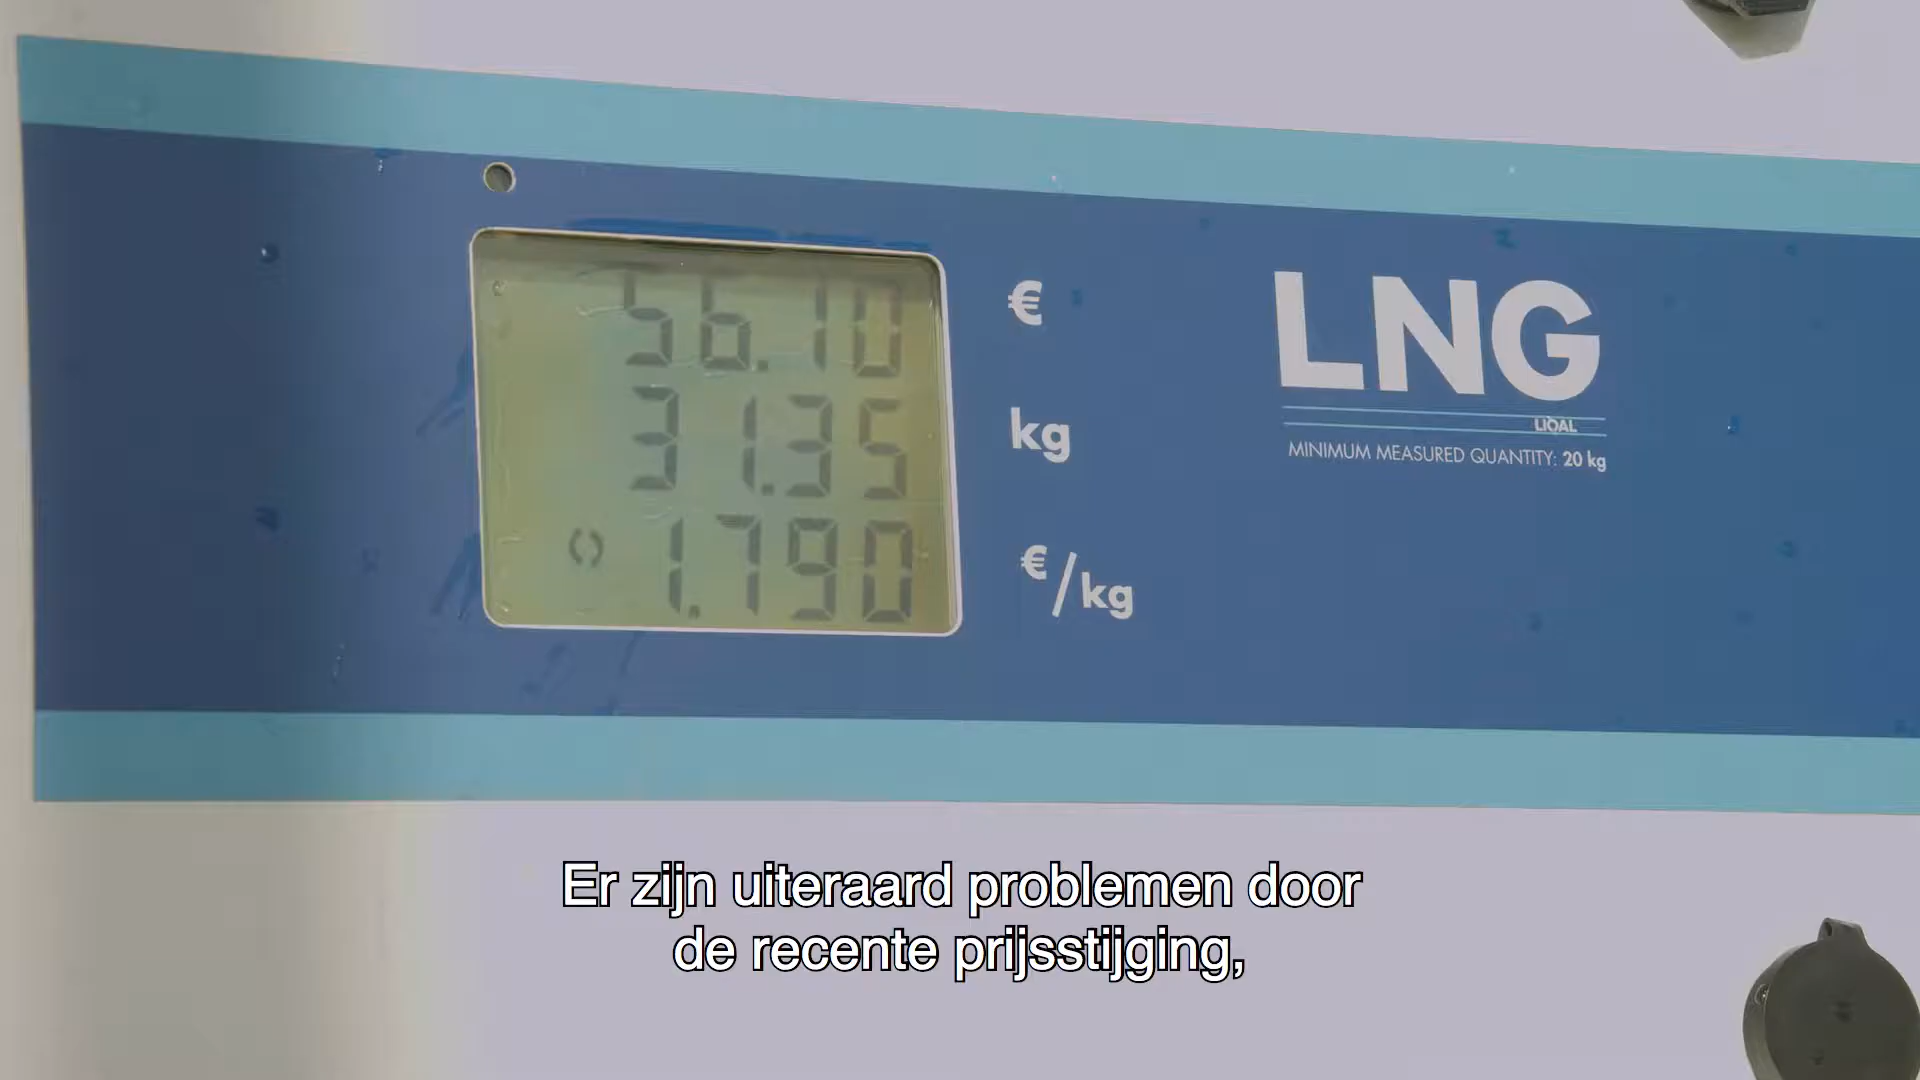 56.10 €
31.35 kg
1.790 €/kg
LNG
LIQAL
MINIMUM MEASURED QUANTITY: 20 kg
Er zijn uiteraard problemen door
de recente prijsstijging,